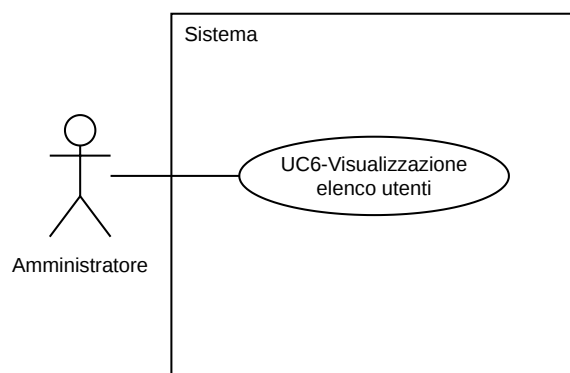 Sistema
UC6-Visualizzazione
elenco utenti
Amministratore